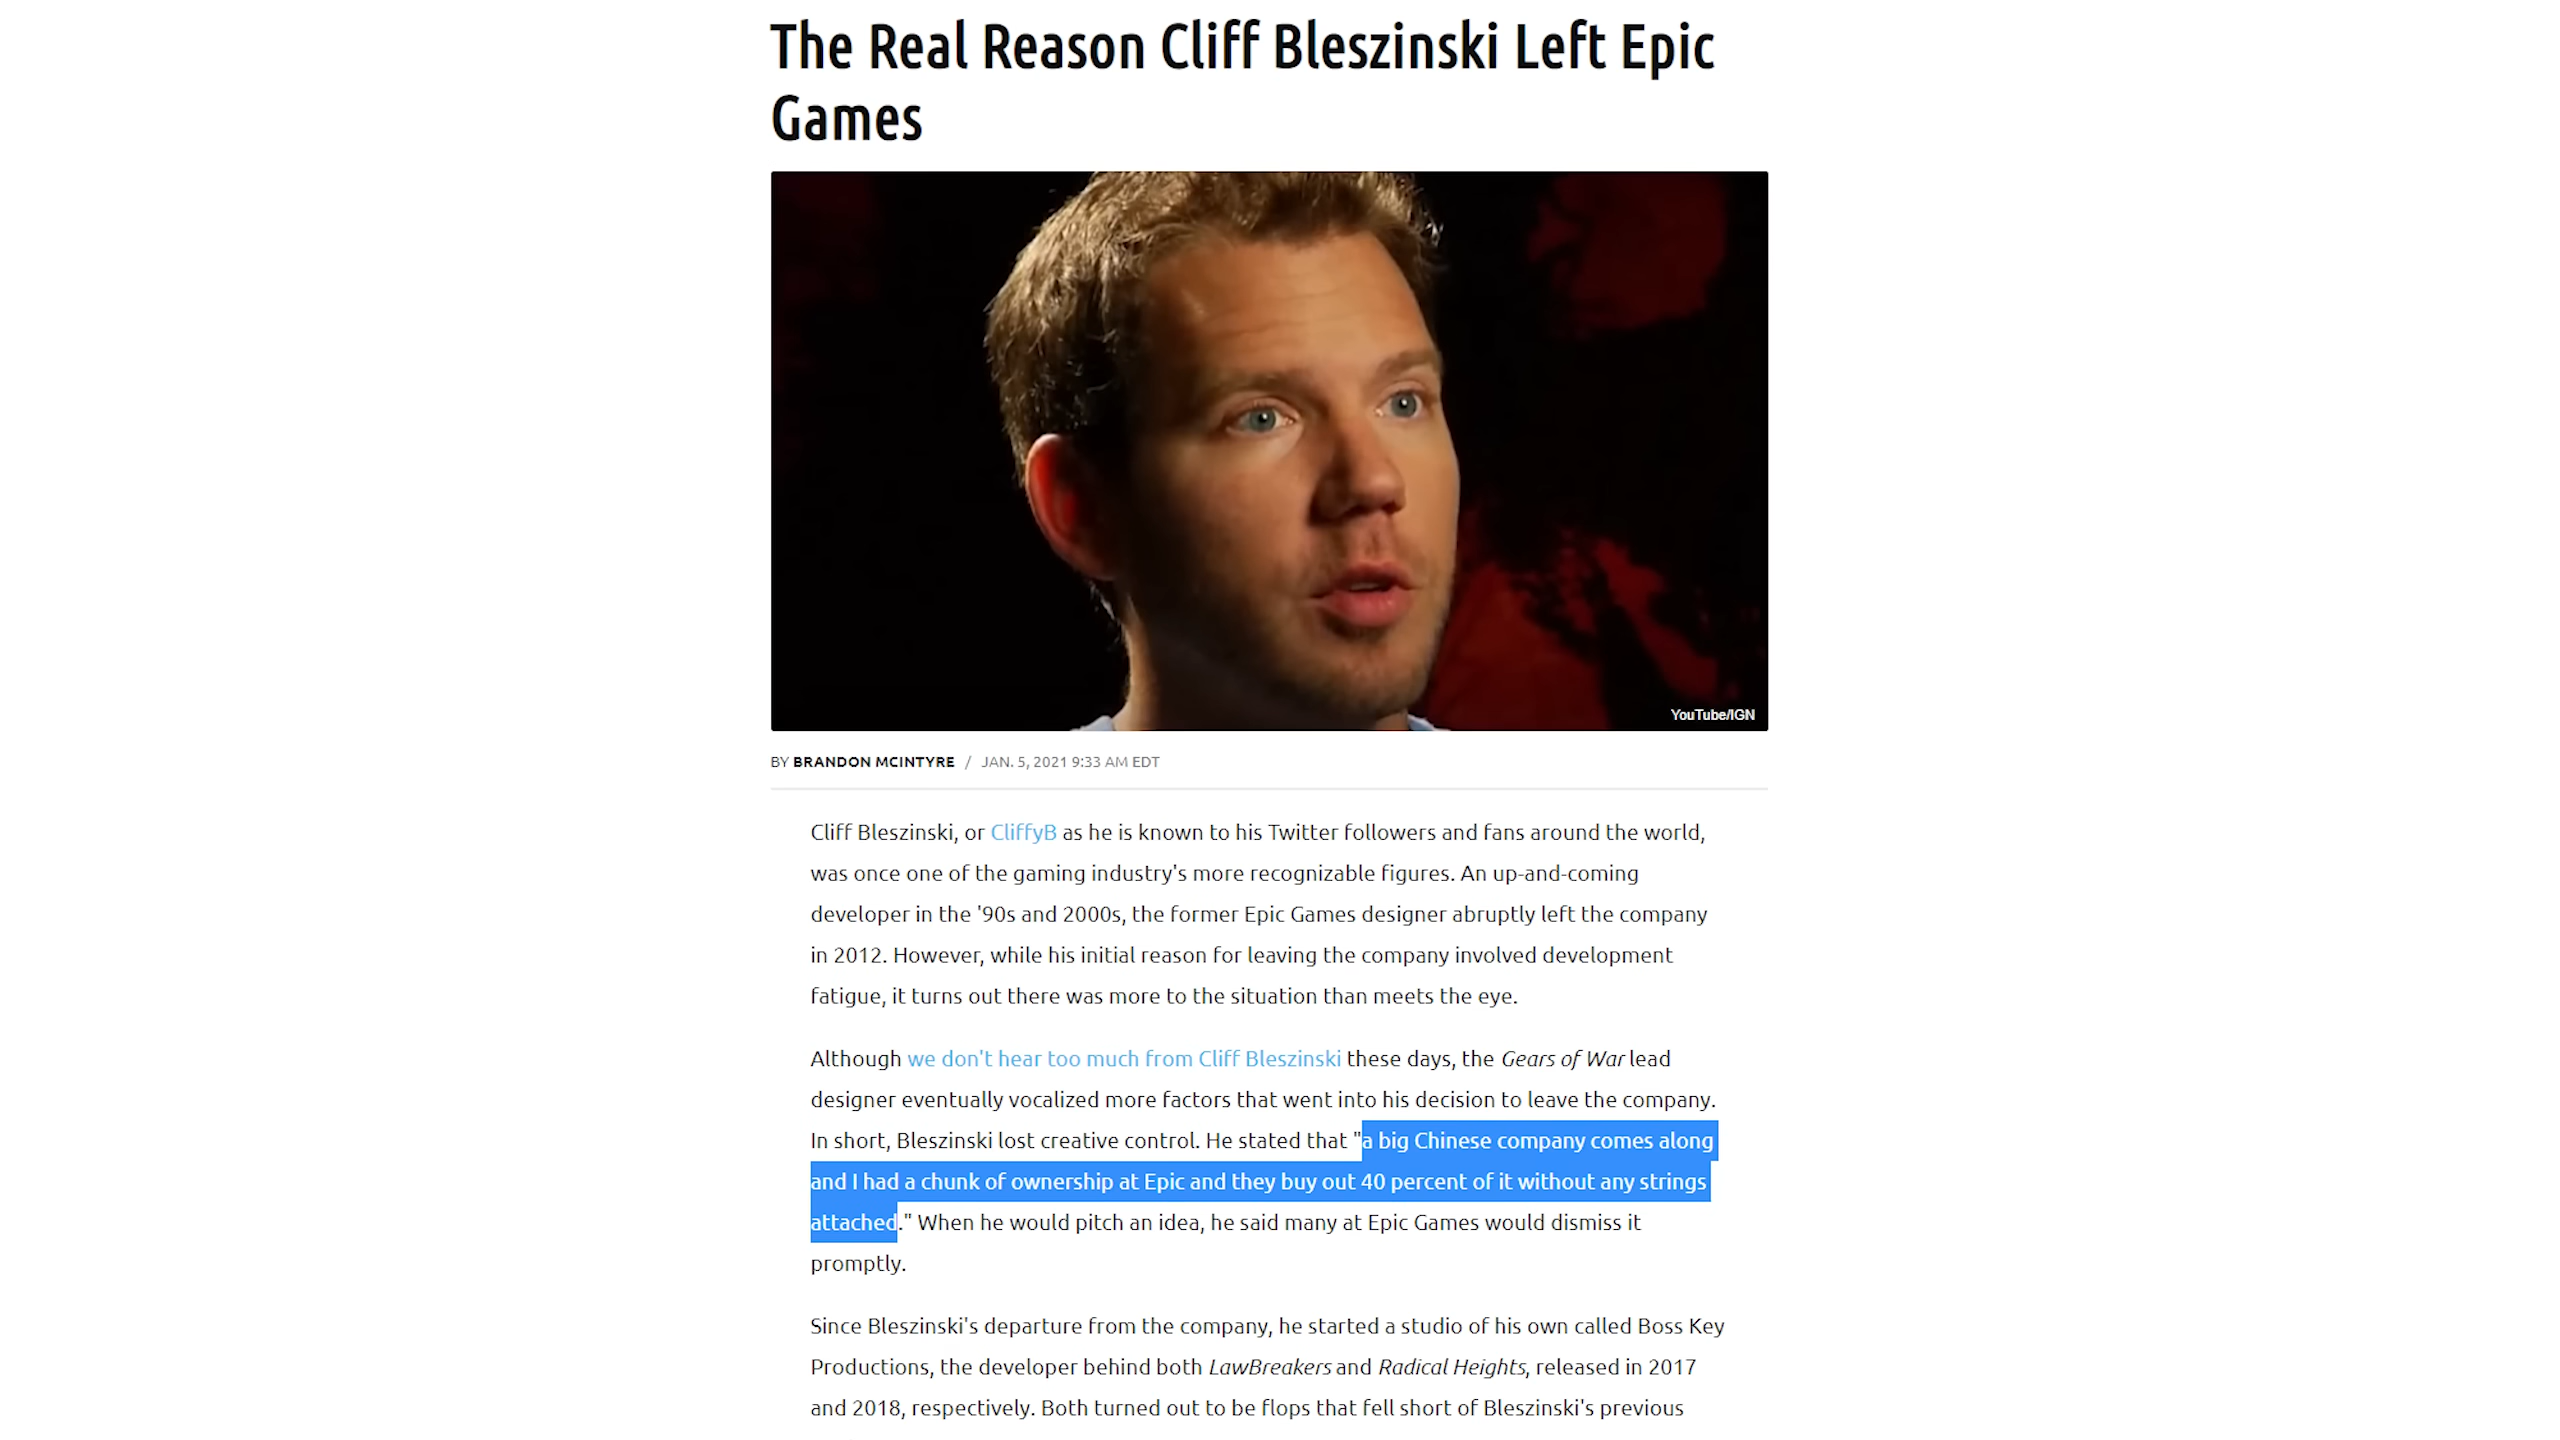 The Real Reason Cliff Bleszinski Left Epic
Games
YouTube/IGN
BY BRANDON MCINTYRE / JAN. 5, 2021 9:33 AM EDT
Cliff Bleszinski, or CliffyB as he is known to his Twitter followers and fans around the world,
was once one of the gaming industry's more recognizable figures. An up-and-coming
developer in the '90s and 2000s, the former Epic Games designer abruptly left the company
in 2012. However, while his initial reason for leaving the company involved development
fatigue, it turns out there was more to the situation than meets the eye.
Although we don't hear too much from Cliff Bleszinski these days, the Gears of War lead
designer eventually vocalized more factors that went into his decision to leave the company.
In short, Bleszinski lost creative control. He stated that "a big Chinese company comes along
and I had a chunk of ownership at Epic and they buy out 40 percent of it without any strings
attached." When he would pitch an idea, he said many at Epic Games would dismiss it
promptly.
Since Bleszinski's departure from the company, he started a studio of his own called Boss Key
Productions, the developer behind both LawBreakers and Radical Heights, released in 2017
and 2018, respectively. Both turned out to be flops that fell short of Bleszinski's previous